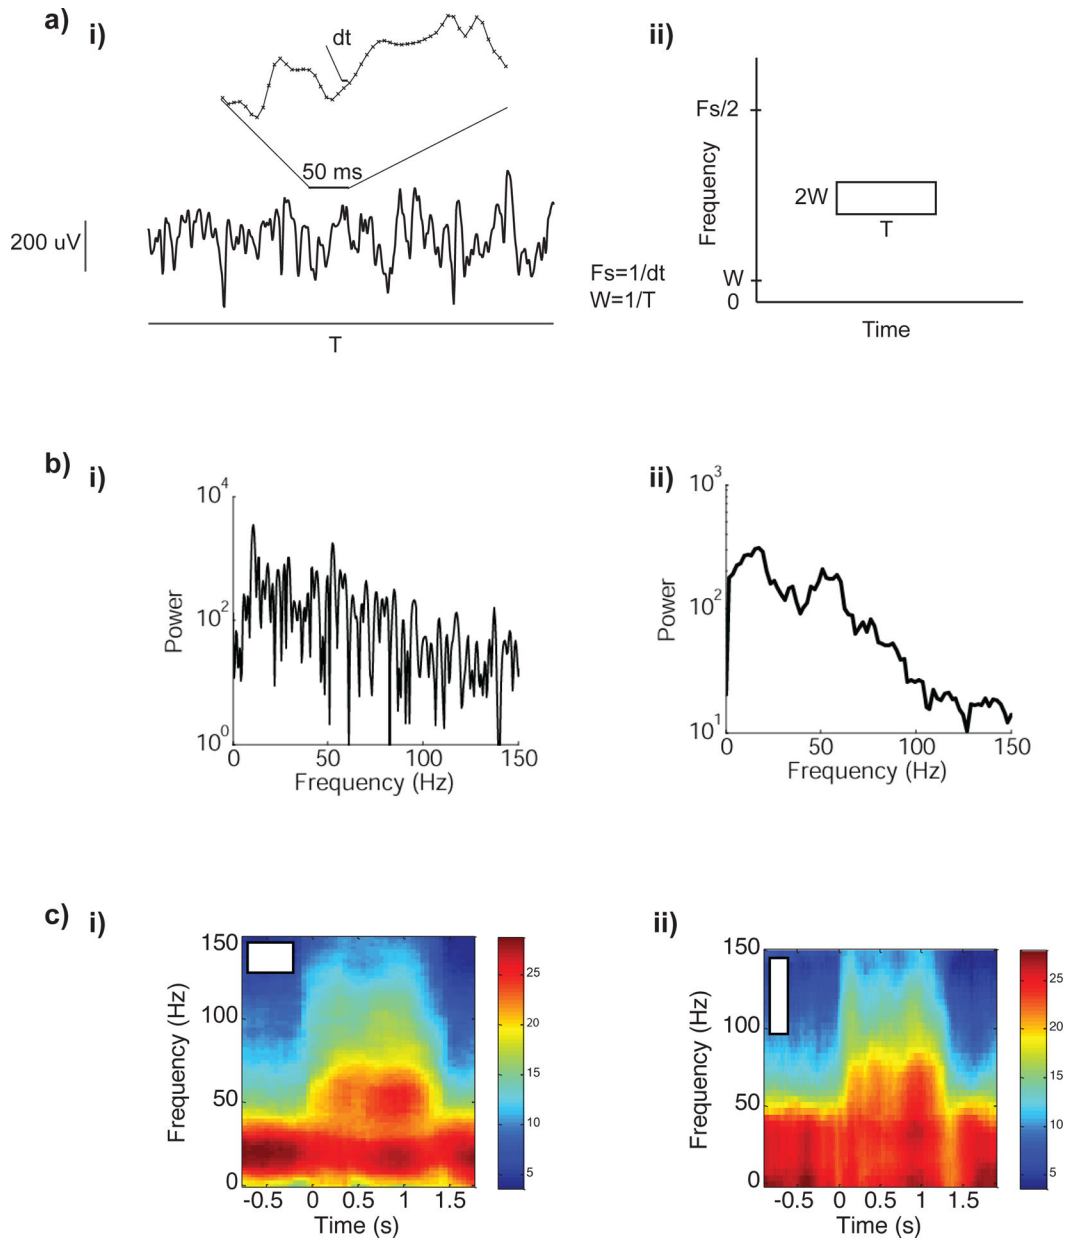 a)
i)
dt
50 ms
200 uV
T
ii)
Fs/2
Frequency
2W
T
W
0
Time
Fs=1/dt
W=1/T
b)
i)
10^4
10^2
10^0
Power
0
50
100
150
Frequency (Hz)
ii)
10^3
10^2
10^1
Power
0
50
100
150
Frequency (Hz)
c)
i)
150
100
50
0
Frequency (Hz)
-0.5
0
0.5
1
1.5
Time (s)
25
20
15
10
5
ii)
150
100
50
0
Frequency (Hz)
-0.5
0
0.5
1
1.5
Time (s)
25
20
15
10
5